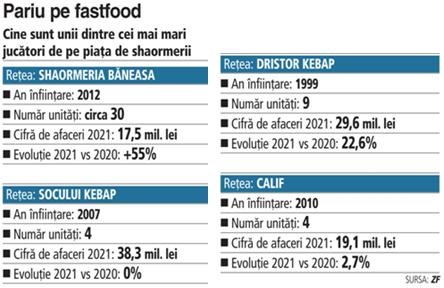 Pariu pe fastfood
Cine sunt unii dintre cei mai mari
jucători de pe piața de shaormerii
Rețea: SHAORMERIA BĂNEASA
■ An înființare: 2012
■ Număr unități: circa 30
■ Cifră de afaceri 2021: 17,5 mil. lei
■ Evoluție 2021 vs 2020: +55%
Rețea: SOCULUI KEBAP
■ An înființare: 2007
■ Număr unități: 4
■ Cifră de afaceri 2021: 38,3 mil. lei
■ Evoluție 2021 vs 2020: 0%
Rețea: DRISTOR KEBAP
■ An înființare: 1999
■ Număr unități: 9
■ Cifră de afaceri 2021: 29,6 mil. lei
■ Evoluție 2021 vs 2020: 22,6%
Rețea: CALIF
■ An înființare: 2010
■ Număr unități: 4
■ Cifră de afaceri 2021: 19,1 mil. lei
■ Evoluție 2021 vs 2020: 2,7%
SURSA: ZF